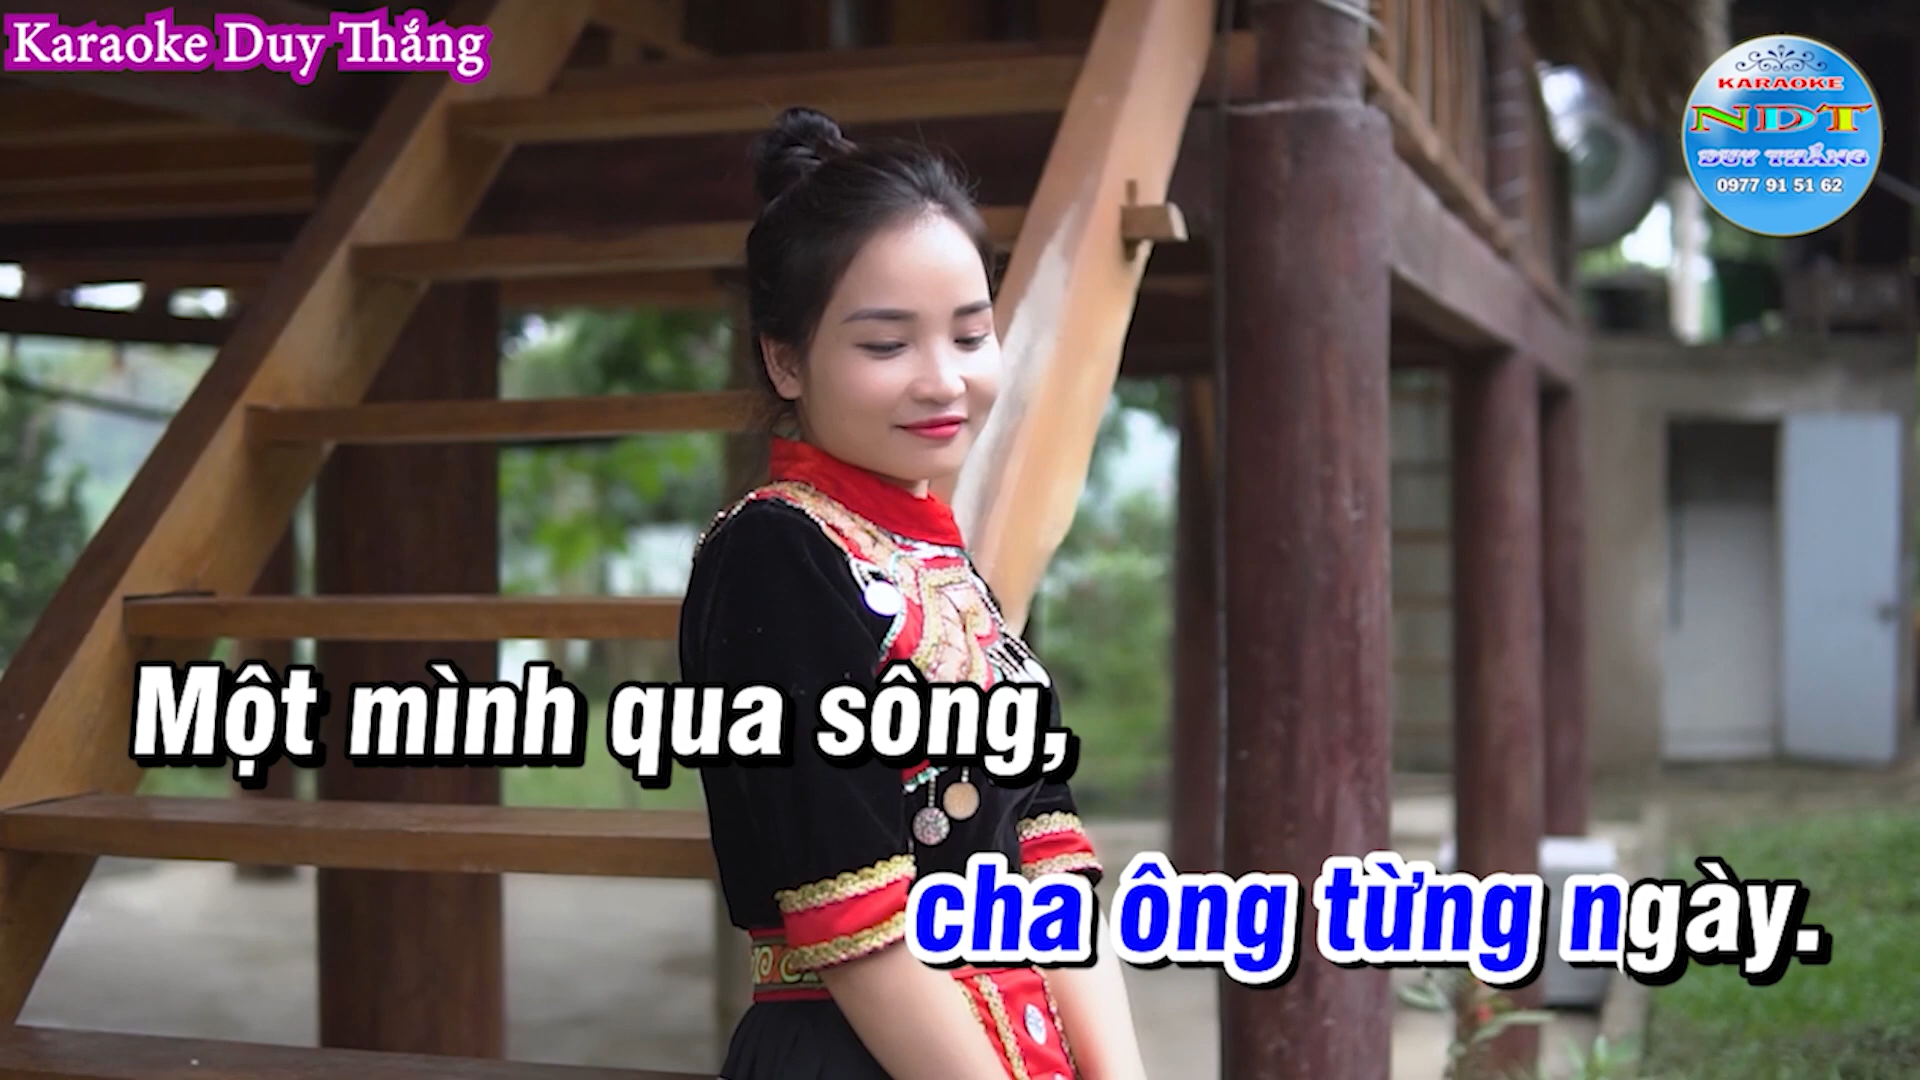 Karaoke Duy Thắng
KARAOKE
NDT
DUY THẮNG
0977 91 51 62
Một mình qua sông,
cha ông từng ngày.